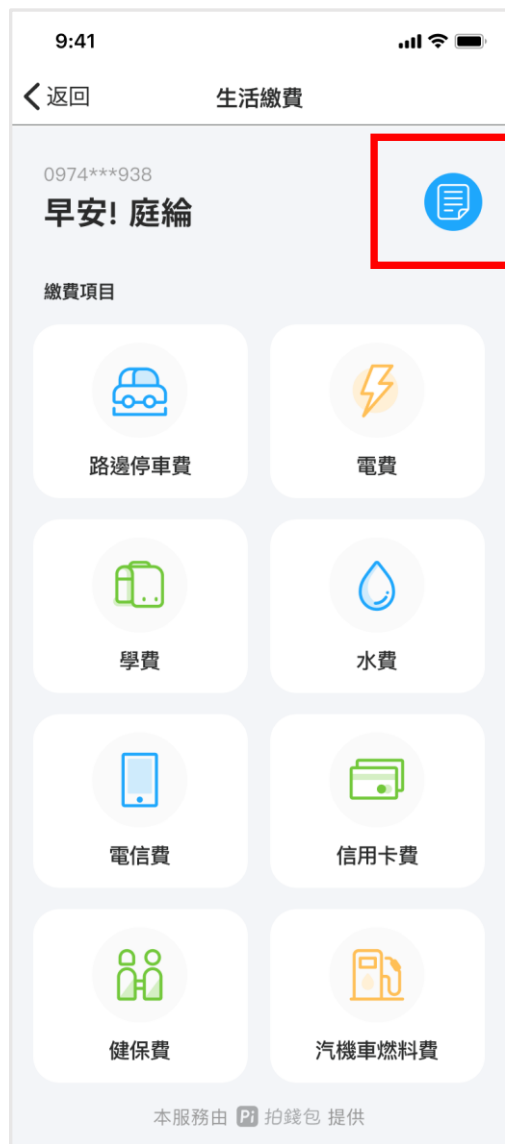 9:41
返回 生活繳費
0974***938
早安! 庭綸
繳費項目
路邊停車費 電費
學費 水費
電信費 信用卡費
健保費 汽機車燃料費
本服務由 Pi 拍錢包 提供